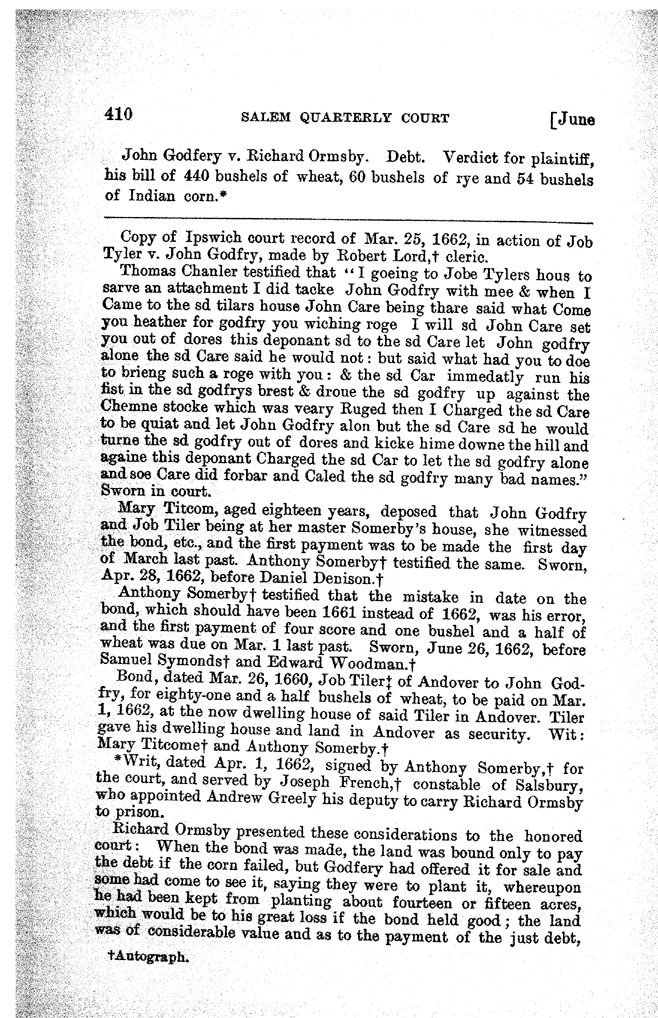 410 SALEM QUARTERLY COURT [June
John Godfery v. Richard Ormsby. Debt. Verdict for plaintiff,
his bill of 440 bushels of wheat, 60 bushels of rye and 54 bushels
of Indian corn.*
Copy of Ipswich court record of Mar. 25, 1662, in action of Job
Tyler v. John Godfry, made by Robert Lord,† cleric.
Thomas Chanler testified that “I goeing to Jobe Tylers hous to
sarve an attachment I did tacke John Godfry with mee & when I
Came to the sd tilars house John Care being thare said what Come
you heather for godfry you wiching roge I will sd John Care set
you out of dores this deponant sd to the sd Care let John godfry
alone the sd Care said he would not: but said what had you to doe
to brieng such a roge with you: & the sd Car immedatly run his
fist in the sd godfrys brest & droue the sd godfry up against the
Chemne stocke which was veary Ruged then I Charged the sd Care
to be quiat and let John Godfry alon but the sd Care sd he would
turne the sd godfry out of dores and kicke hime downe the hill and
againe this deponant Charged the sd Car to let the sd godfry alone
and soe Care did forbar and Caled the sd godfry many bad names.”
Sworn in court.
Mary Titcom, aged eighteen years, deposed that John Godfry
and Job Tiler being at her master Somerby's house, she witnessed
the bond, etc., and the first payment was to be made the first day
of March last past. Anthony Somerby† testified the same. Sworn,
Apr. 28, 1662, before Daniel Denison.†
Anthony Somerby† testified that the mistake in date on the
bond, which should have been 1661 instead of 1662, was his error,
and the first payment of four score and one bushel and a half of
wheat was due on Mar. 1 last past. Sworn, June 26, 1662, before
Samuel Symonds† and Edward Woodman.†
Bond, dated Mar. 26, 1660, Job Tiler‡ of Andover to John God-
fry, for eighty-one and a half bushels of wheat, to be paid on Mar.
1, 1662, at the now dwelling house of said Tiler in Andover. Tiler
gave his dwelling house and land in Andover as security. Wit:
Mary Titcome† and Anthony Somerby.†
*Writ, dated Apr. 1, 1662, signed by Anthony Somerby,† for
the court, and served by Joseph French,† constable of Salsbury,
who appointed Andrew Greely his deputy to carry Richard Ormsby
to prison.
Richard Ormsby presented these considerations to the honored
court: When the bond was made, the land was bound only to pay
the debt if the corn failed, but Godfery had offered it for sale and
some had come to see it, saying they were to plant it, whereupon
he had been kept from planting about fourteen or fifteen acres,
which would be to his great loss if the bond held good; the land
was of considerable value and as to the payment of the just debt,
†Autograph.